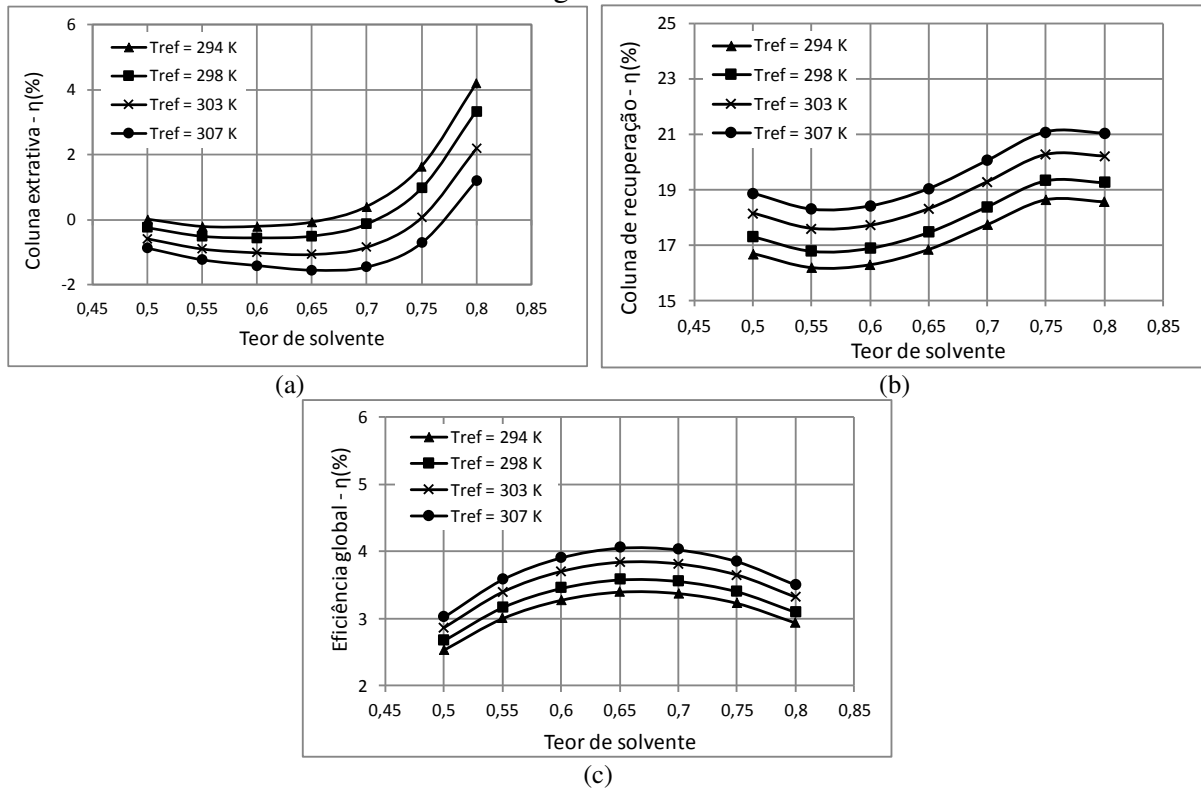 Coluna extrativa - η(%)
6
4
2
0
-2
Tref = 294 K
Tref = 298 K
Tref = 303 K
Tref = 307 K
0,45 0,5 0,55 0,6 0,65 0,7 0,75 0,8 0,85
Teor de solvente
(a)
Coluna de recuperação - η(%)
25
23
21
19
17
15
Tref = 294 K
Tref = 298 K
Tref = 303 K
Tref = 307 K
0,45 0,5 0,55 0,6 0,65 0,7 0,75 0,8 0,85
Teor de solvente
(b)
Eficiência global - η(%)
6
5
4
3
2
Tref = 294 K
Tref = 298 K
Tref = 303 K
Tref = 307 K
0,45 0,5 0,55 0,6 0,65 0,7 0,75 0,8 0,85
Teor de solvente
(c)